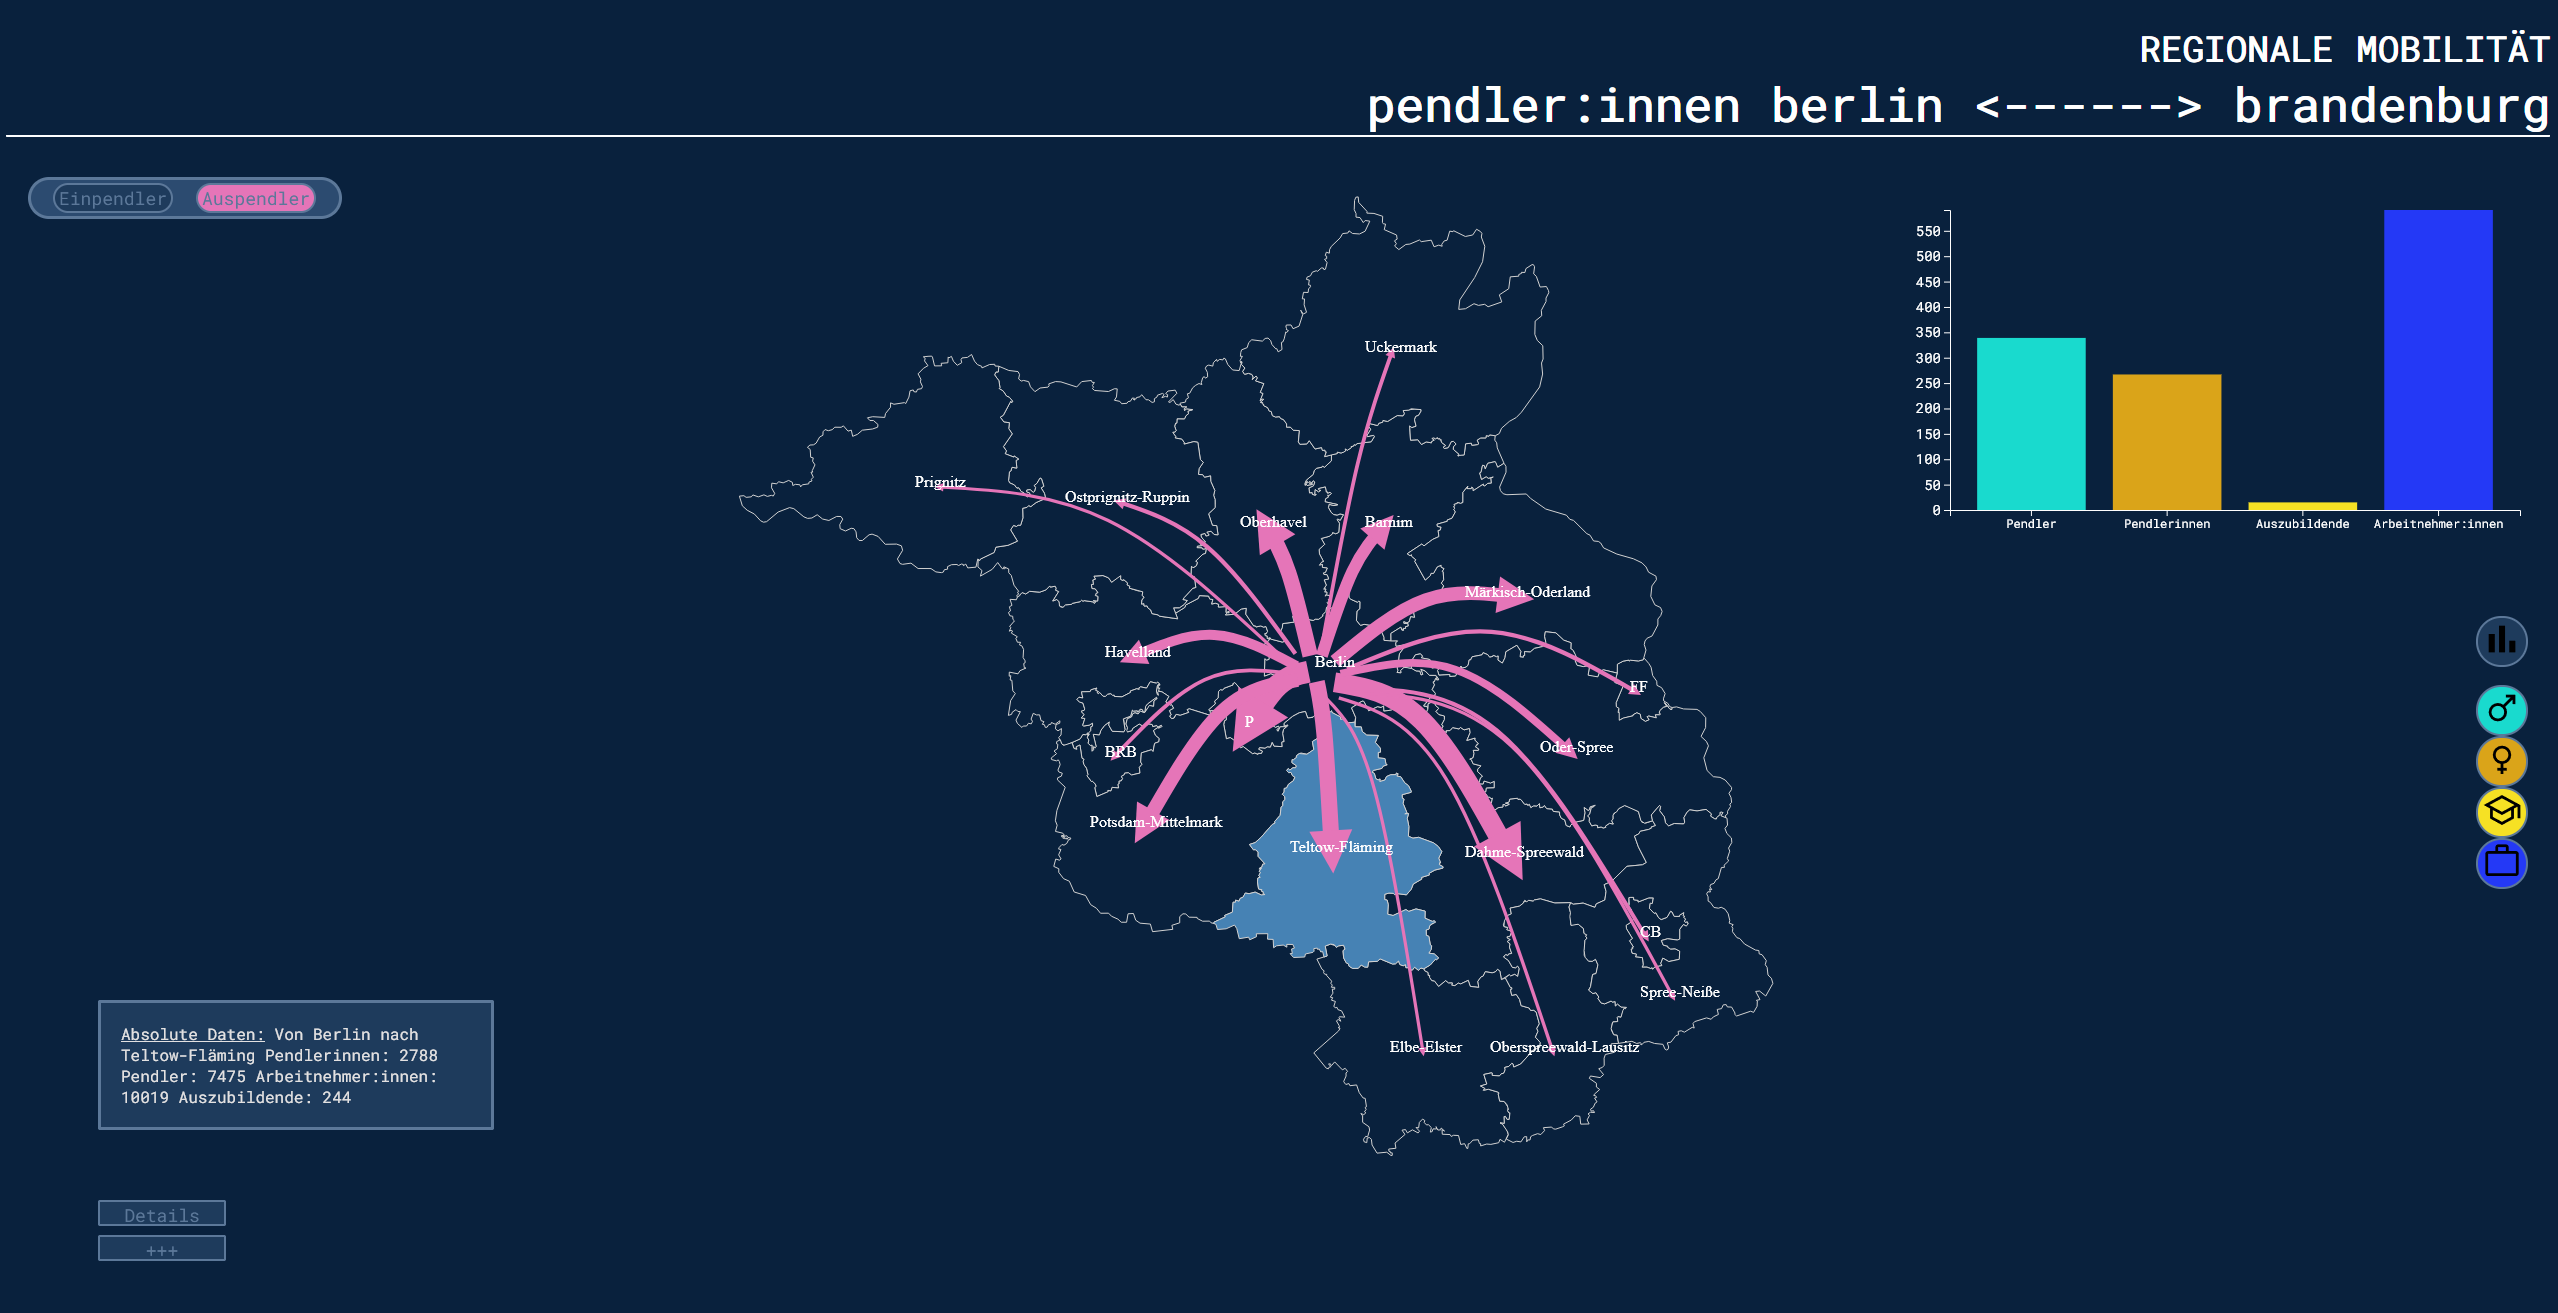 REGIONALE MOBILITÄT
pendler:innen berlin <------> brandenburg
Einpendler Auspendler
550
500
450
400
350
300
250
200
150
100
50
0
Pendler Pendlerinnen Auszubildende Arbeitnehmer:innen
Uckermark
Prignitz
Ostprignitz-Ruppin
Oberhavel
Barnim
Märkisch-Oderland
Havelland
Berlin
FF
P
BRB
Oder-Spree
Potsdam-Mittelmark
Teltow-Fläming
Dahme-Spreewald
CB
Spree-Neiße
Elbe-Elster
Oberspreewald-Lausitz
Absolute Daten: Von Berlin nach
Teltow-Fläming Pendlerinnen: 2788
Pendler: 7475 Arbeitnehmer:innen:
10019 Auszubildende: 244
Details
+++